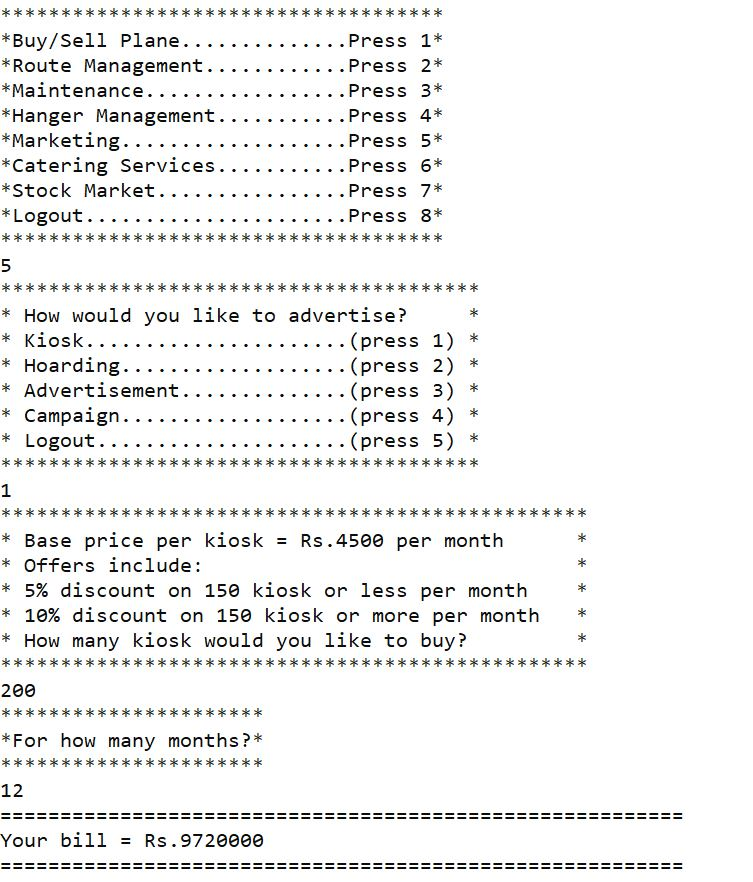 *************************************
*Buy/Sell Plane..............Press 1*
*Route Management............Press 2*
*Maintenance.................Press 3*
*Hanger Management...........Press 4*
*Marketing...................Press 5*
*Catering Services...........Press 6*
*Stock Market................Press 7*
*Logout......................Press 8*
*************************************
5
****************************************
* How would you like to advertise?     *
* Kiosk......................(press 1) *
* Hoarding...................(press 2) *
* Advertisement..............(press 3) *
* Campaign...................(press 4) *
* Logout.....................(press 5) *
****************************************
1
*************************************************
* Base price per kiosk = Rs.4500 per month      *
* Offers include:                               *
* 5% discount on 150 kiosk or less per month    *
* 10% discount on 150 kiosk or more per month   *
* How many kiosk would you like to buy?         *
*************************************************
200
**********************
*For how many months?*
**********************
12
=========================================================
Your bill = Rs.9720000
=========================================================